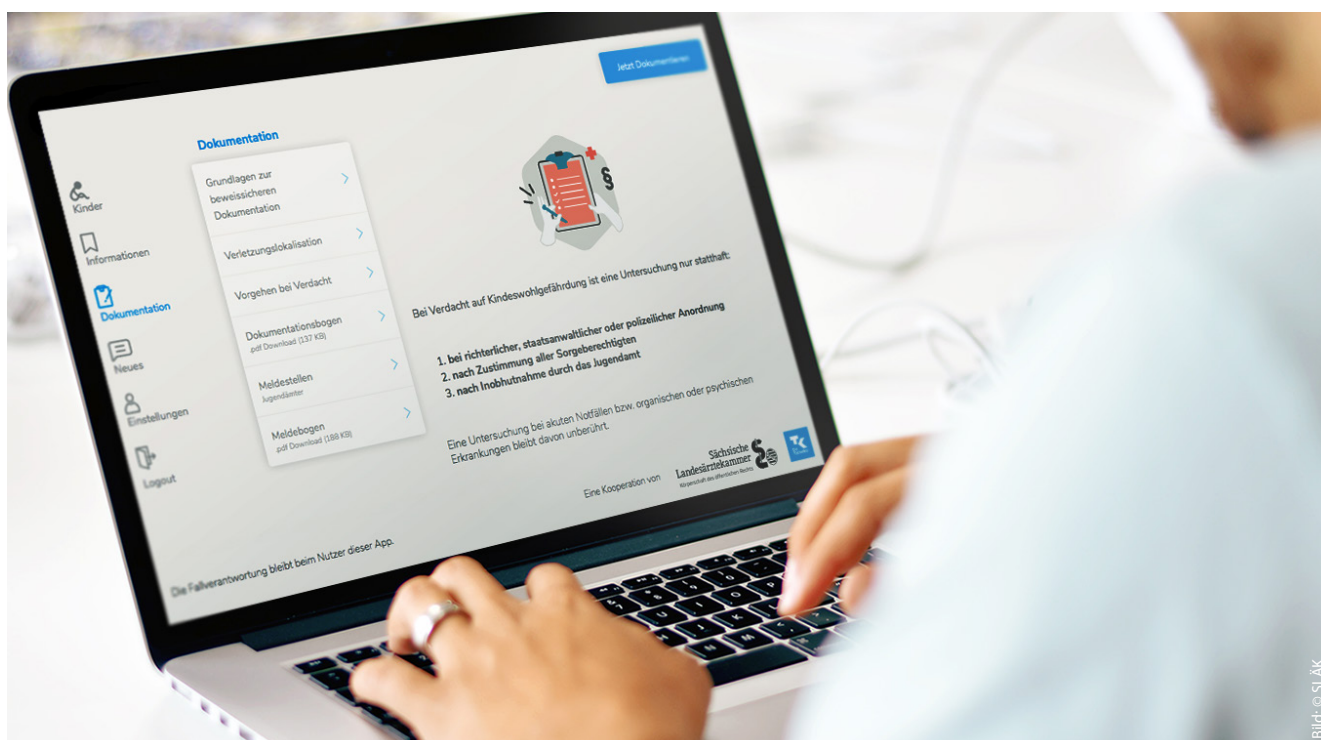 Jetzt Dokumentieren
Kinder
Informationen
Dokumentation
Neues
Einstellungen
Logout
Dokumentation
Grundlagen zur
beweissicheren
Dokumentation
Verletzungslokalisation
Vorgehen bei Verdacht
Dokumentationsbogen
pdf Download (137 KB)
Meldestellen
Jugendämter
Meldebogen
pdf Download (188 KB)
§
Bei Verdacht auf Kindeswohlgefährdung ist eine Untersuchung nur statthaft:
1. bei richterlicher, staatsanwaltlicher oder polizeilicher Anordnung
2. nach Zustimmung aller Sorgeberechtigten
3. nach Inobhutnahme durch das Jugendamt
Eine Untersuchung bei akuten Notfällen bzw. organischen oder psychischen
Erkrankungen bleibt davon unberührt.
Eine Kooperation von
Sächsische
Landesärztekammer
Körperschaft des öffentlichen Rechts
TK
Die Fallverantwortung bleibt beim Nutzer dieser App.
Bild: © SLÄK